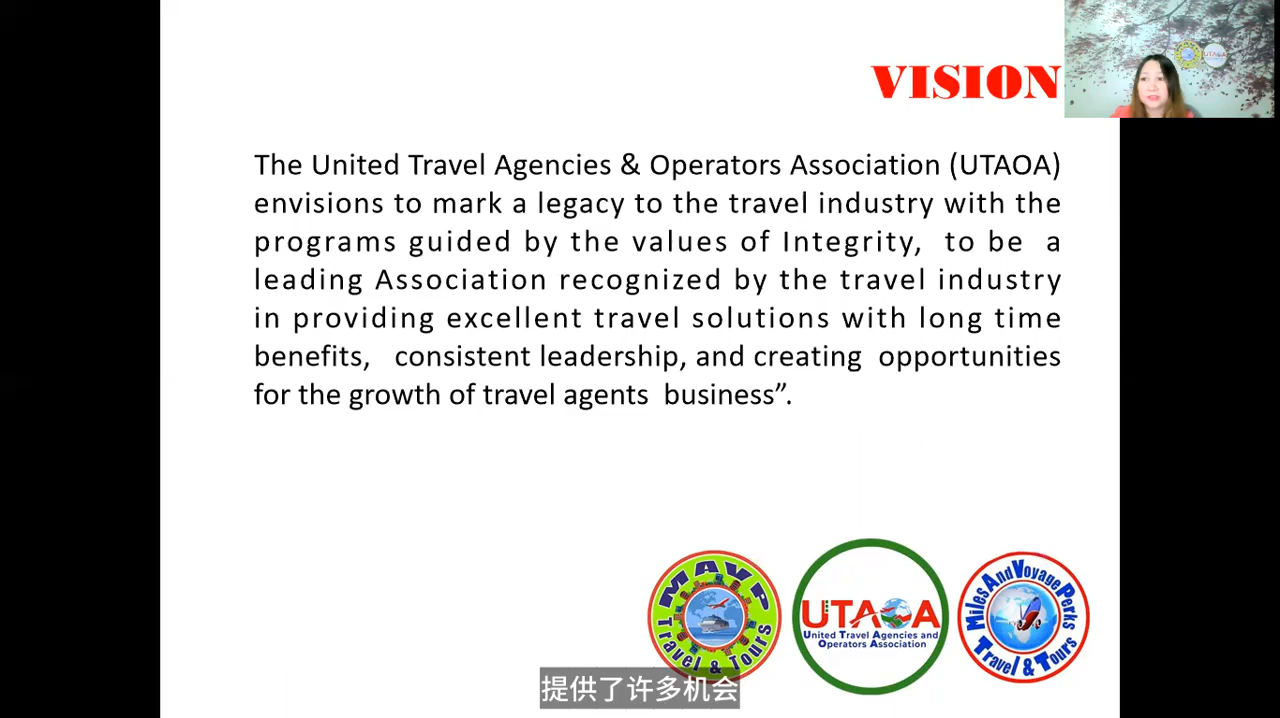 VISION
UTAOA
The United Travel Agencies & Operators Association (UTAOA)
envisions to mark a legacy to the travel industry with the
programs guided by the values of Integrity, to be a
leading Association recognized by the travel industry
in providing excellent travel solutions with long time
benefits, consistent leadership, and creating opportunities
for the growth of travel agents business”.
MAVP
Travel & Tours
UTAOA
United Travel Agencies and
Operators Association
Miles And Voyage Perks
Travel & Tours
提供了许多机会